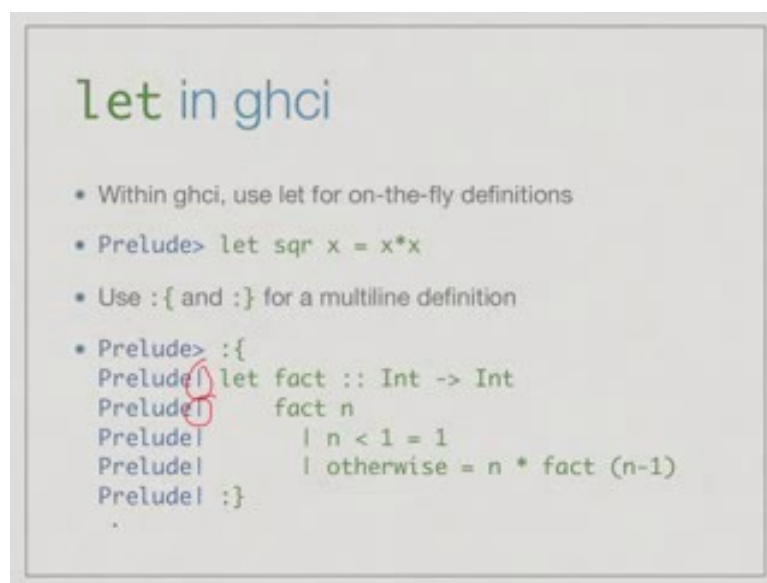 let in ghci
• Within ghci, use let for on-the-fly definitions
• Prelude> let sqr x = x*x
• Use :{ and :} for a multiline definition
• Prelude> :{
Prelude| let fact :: Int -> Int
Prelude|     fact n
Prelude|       | n < 1 = 1
Prelude|       | otherwise = n * fact (n-1)
Prelude| :}